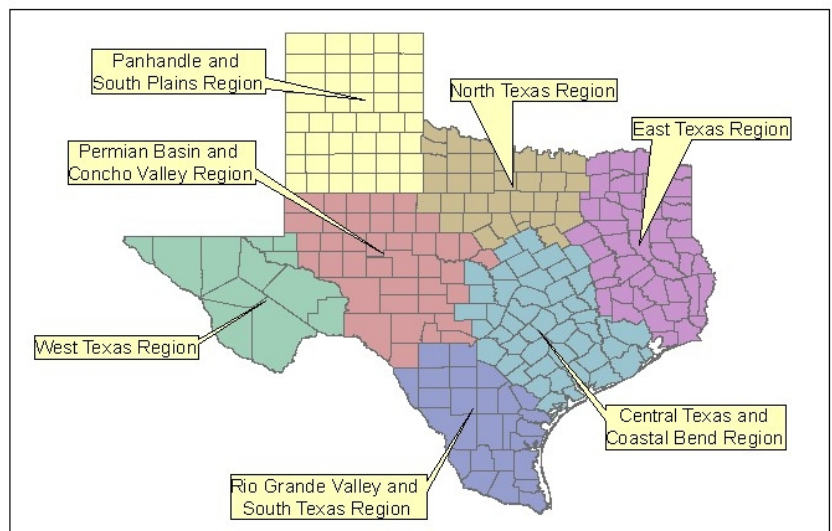 Panhandle and
South Plains Region
North Texas Region
East Texas Region
Permian Basin and
Concho Valley Region
West Texas Region
Central Texas and
Coastal Bend Region
Rio Grande Valley and
South Texas Region